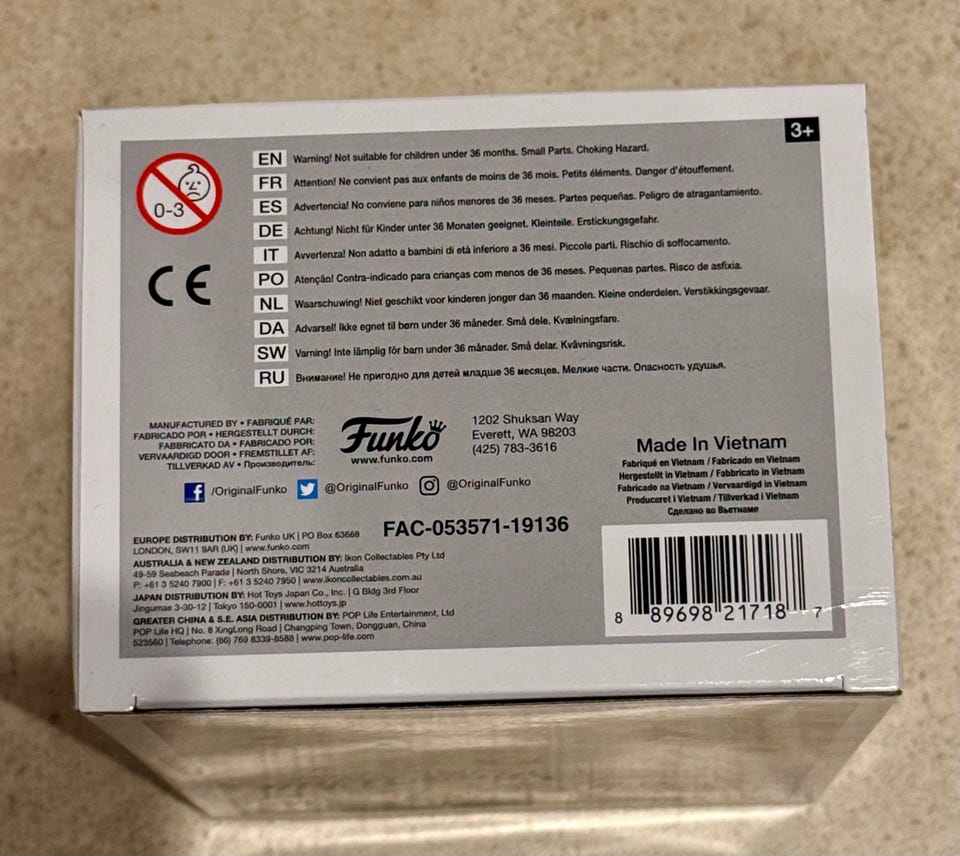 3+
0-3
CE
EN Warning! Not suitable for children under 36 months. Small Parts. Choking Hazard.
FR Attention! Ne convient pas aux enfants de moins de 36 mois. Petits éléments. Danger d'étouffement.
ES Advertencia! No conviene para niños menores de 36 meses. Partes pequeñas. Peligro de atragantamiento.
DE Achtung! Nicht für Kinder unter 36 Monaten geeignet. Kleinteile. Erstickungsgefahr.
IT Avvertenza! Non adatto a bambini di età inferiore a 36 mesi. Piccole parti. Rischio di soffocamento.
PO Atenção! Contra-indicado para crianças com menos de 36 meses. Pequenas partes. Risco de asfixia.
NL Waarschuwing! Niet geschikt voor kinderen jonger dan 36 maanden. Kleine onderdelen. Verstikkingsgevaar.
DA Advarsel! Ikke egnet til børn under 36 måneder. Små dele. Kvælningsfare.
SW Varning! Inte lämplig för barn under 36 månader. Små delar. Kvävningsrisk.
RU Внимание! Не пригодно для детей младше 36 месяцев. Мелкие части. Опасность удушья.
MANUFACTURED BY • FABRIQUÉ PAR:
FABRICADO POR • HERGESTELLT DURCH:
FABBRICATO DA • FABRICADO POR:
VERVAARDIGD DOOR • FREMSTILLET AF:
TILLVERKAD AV • Производитель:
Funko
www.funko.com
1202 Shuksan Way
Everett, WA 98203
(425) 783-3616
/OriginalFunko @OriginalFunko @OriginalFunko
Made In Vietnam
Fabriqué en Vietnam / Fabricado en Vietnam
Hergestellt in Vietnam / Fabbricato in Vietnam
Fabricado na Vietnam / Vervaardigd in Vietnam
Produceret i Vietnam / Tillverkad i Vietnam
Сделано во Вьетнаме
FAC-053571-19136
EUROPE DISTRIBUTION BY: Funko UK | PO Box 63668
LONDON, SW11 9AR (UK) | www.funko.com
AUSTRALIA & NEW ZEALAND DISTRIBUTION BY: Ikon Collectables Pty Ltd
49-59 Seabeach Parade | North Shore, VIC 3214 Australia
P: +61 3 5240 7900 | F: +61 3 5240 7950 | www.ikoncollectables.com.au
JAPAN DISTRIBUTION BY: Hot Toys Japan Co., Inc. | G Bldg 3rd Floor
Jingumae 3-30-12 | Tokyo 150-0001 | www.hottoys.jp
GREATER CHINA & S.E. ASIA DISTRIBUTION BY: POP Life Entertainment, Ltd
POP Life HQ | No. 8 XingLong Road | Changping Town, Dongguan, China
523560 | Telephone: (86) 769 8339-8588 | www.pop-life.com
8 89698 21718 7